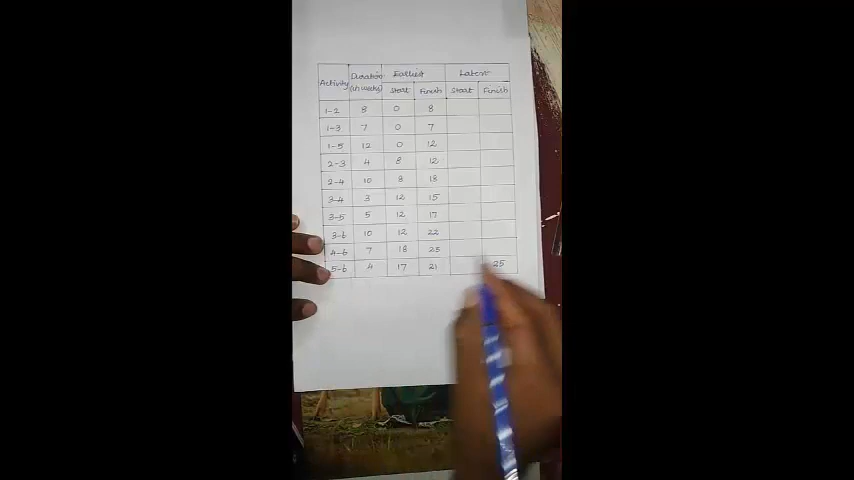 Activity Duration (in weeks) Earliest Latest
Start Finish Start Finish
1-2 8 0 8
1-3 7 0 7
1-5 12 0 12
2-3 4 8 12
2-4 10 8 18
3-4 3 12 15
3-5 5 12 17
3-6 10 12 22
4-6 7 18 25
5-6 4 17 21 25